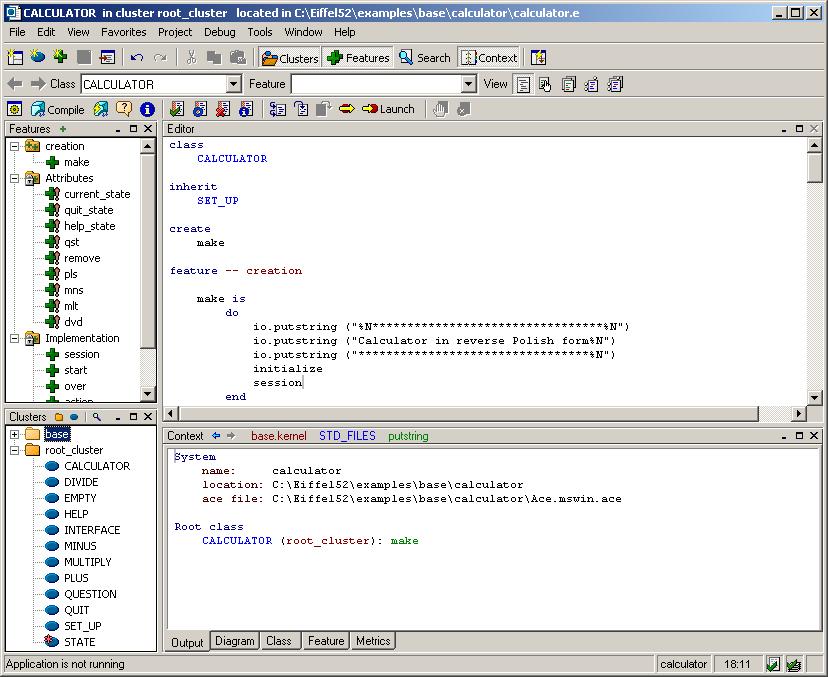 CALCULATOR in cluster root_cluster located in C:\Eiffel52\examples\base\calculator\calculator.e
File Edit View Favorites Project Debug Tools Window Help
Clusters Features Search Context
Class CALCULATOR Feature View
Compile Launch
Features
creation
make
Attributes
current_state
quit_state
help_state
qst
remove
pls
mns
mlt
dvd
Implementation
session
start
over
action
Editor
class
CALCULATOR
inherit
SET_UP
create
make
feature -- creation
make is
do
io.putstring ("%N*********************************%N")
io.putstring ("Calculator in reverse Polish form%N")
io.putstring ("*********************************%N")
initialize
session
end
Clusters
base
root_cluster
CALCULATOR
DIVIDE
EMPTY
HELP
INTERFACE
MINUS
MULTIPLY
PLUS
QUESTION
QUIT
SET_UP
STATE
Context base.kernel STD_FILES putstring
System
name: calculator
location: C:\Eiffel52\examples\base\calculator
ace file: C:\Eiffel52\examples\base\calculator\Ace.mswin.ace
Root class
CALCULATOR (root_cluster): make
Output Diagram Class Feature Metrics
Application is not running calculator 18:11